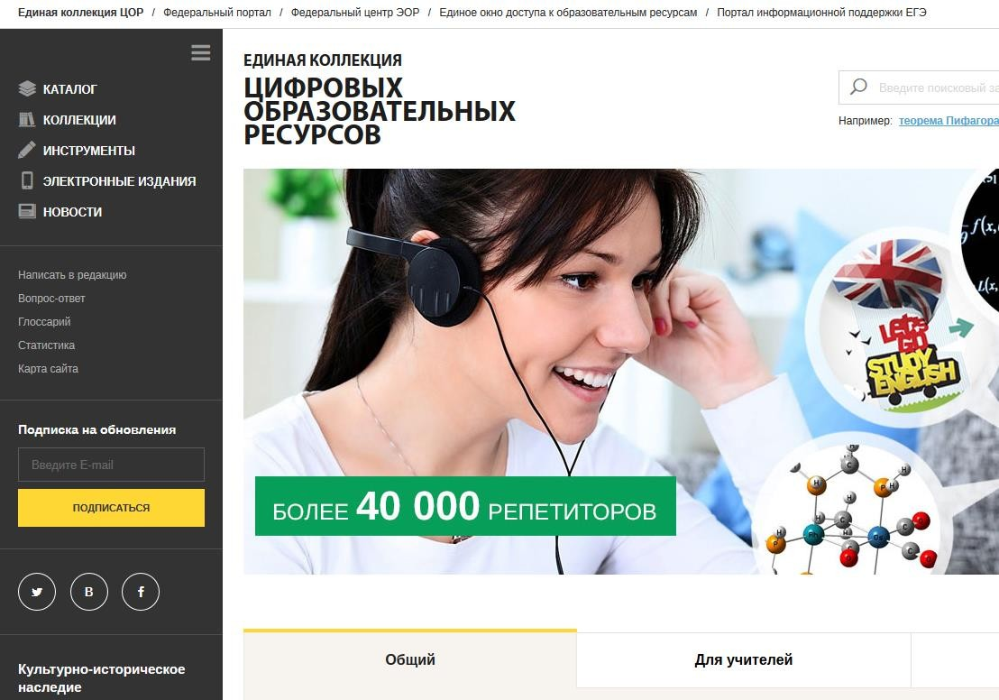 Единая коллекция ЦОР / Федеральный портал / Федеральный центр ЭОР / Единое окно доступа к образовательным ресурсам / Портал информационной поддержки ЕГЭ
КАТАЛОГ
КОЛЛЕКЦИИ
ИНСТРУМЕНТЫ
ЭЛЕКТРОННЫЕ ИЗДАНИЯ
НОВОСТИ
Написать в редакцию
Вопрос-ответ
Глоссарий
Статистика
Карта сайта
Подписка на обновления
Введите E-mail
ПОДПИСАТЬСЯ
В
Культурно-историческое
наследие
ЕДИНАЯ КОЛЛЕКЦИЯ
ЦИФРОВЫХ
ОБРАЗОВАТЕЛЬНЫХ
РЕСУРСОВ
Введите поисковый за
Например: теорема Пифагора
LET'S
GO
STUDY
ENGLISH
БОЛЕЕ 40 000 РЕПЕТИТОРОВ
Общий
Для учителей